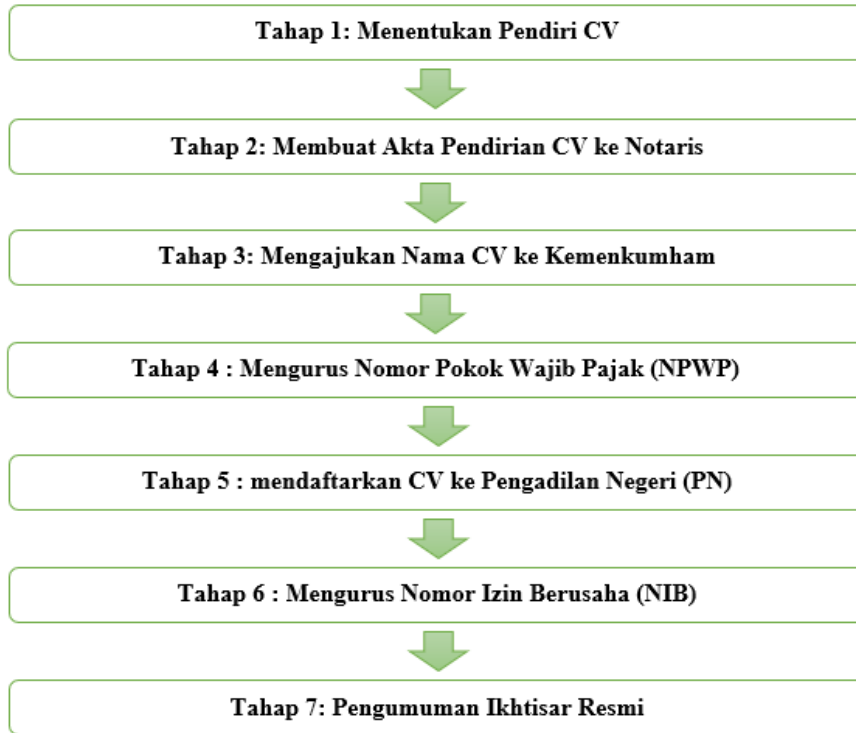 Tahap 1: Menentukan Pendiri CV
Tahap 2: Membuat Akta Pendirian CV ke Notaris
Tahap 3: Mengajukan Nama CV ke Kemenkumham
Tahap 4 : Mengurus Nomor Pokok Wajib Pajak (NPWP)
Tahap 5 : mendaftarkan CV ke Pengadilan Negeri (PN)
Tahap 6 : Mengurus Nomor Izin Berusaha (NIB)
Tahap 7: Pengumuman Ikhtisar Resmi